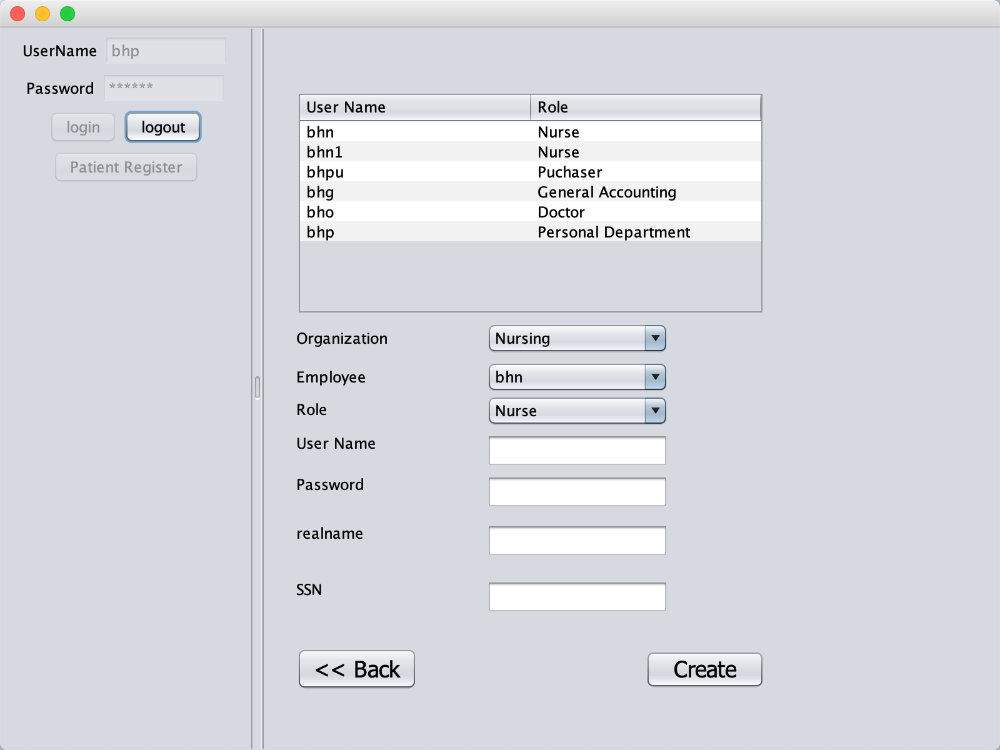 UserName bhp
Password ******
login logout
Patient Register
User Name Role
bhn Nurse
bhn1 Nurse
bhpu Puchaser
bhg General Accounting
bho Doctor
bhp Personal Department
Organization Nursing
Employee bhn
Role Nurse
User Name
Password
realname
SSN
<< Back Create